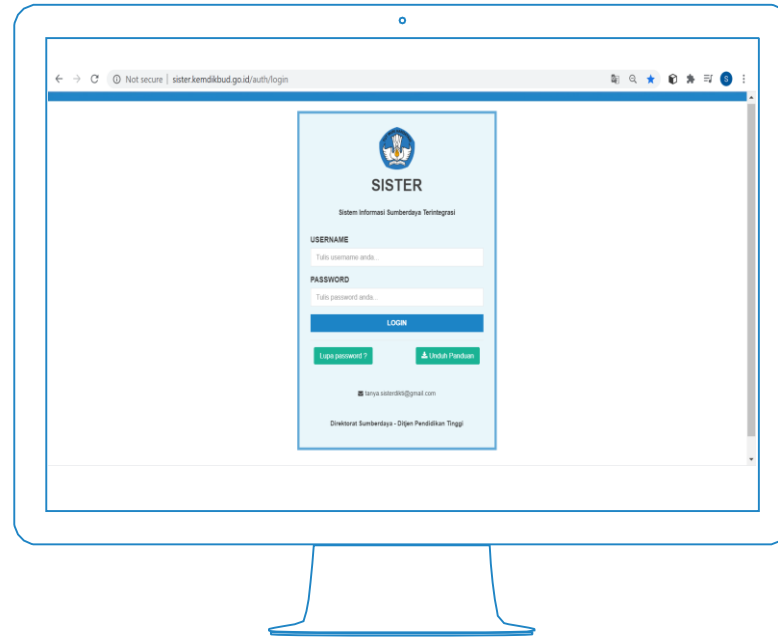 Not secure | sister.kemdikbud.go.id/auth/login
S
SISTER
Sistem Informasi Sumberdaya Terintegrasi
USERNAME
Tulis username anda...
PASSWORD
Tulis password anda...
LOGIN
Lupa password ? Unduh Panduan
tanya.sisterdikti@gmail.com
Direktorat Sumberdaya - Ditjen Pendidikan Tinggi